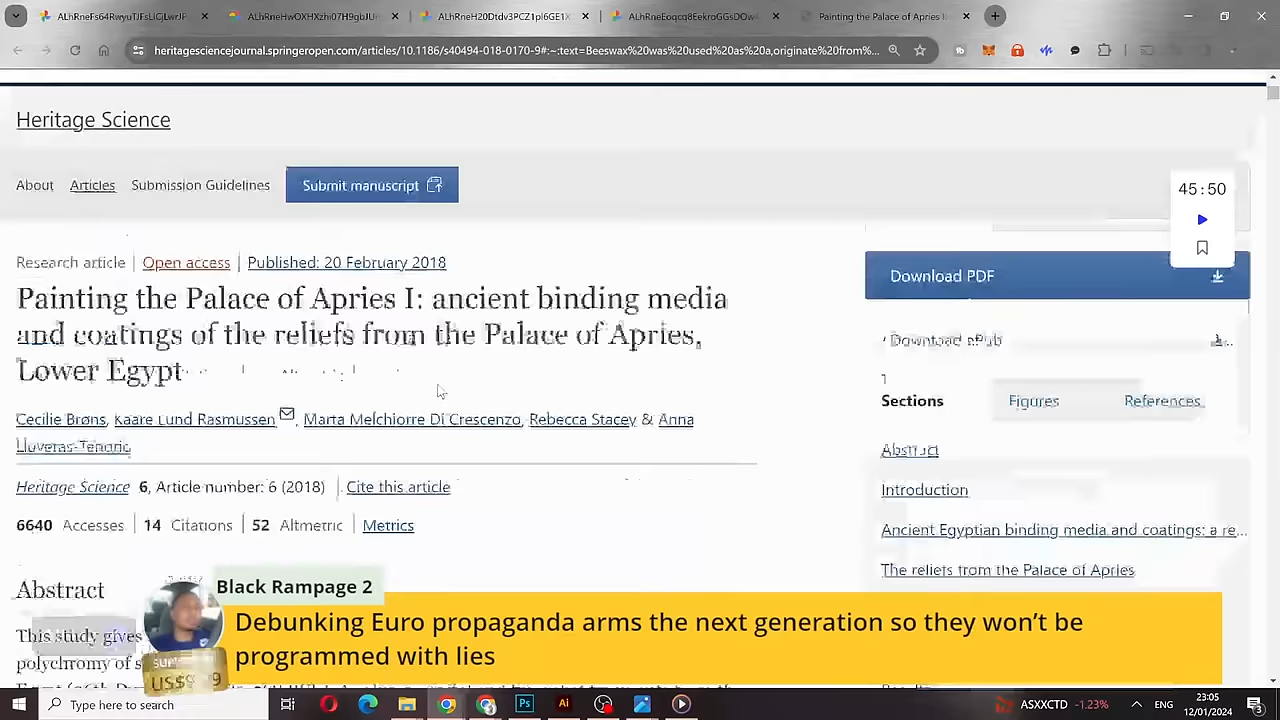 Painting the Palace of Apries I
heritagesciencejournal.springeropen.com/articles/10.1186/s40494-018-0170-9#:~:text=Beeswax%20was%20used%20as%20a,originate%20from%...
Heritage Science
About Articles Submission Guidelines Submit manuscript
45:50
Research article Open access Published: 20 February 2018
Download PDF
Painting the Palace of Apries I: ancient binding media
and coatings of the reliefs from the Palace of Apries,
Lower Egypt
Download ePub
Sections Figures References
Cecilie Brøns, Kaare Lund Rasmussen, Marta Melchiorre Di Crescenzo, Rebecca Stacey & Anna
Abstract
Heritage Science 6, Article number: 6 (2018) Cite this article
Introduction
6640 Accesses 14 Citations 52 Altmetric Metrics
Ancient Egyptian binding media and coatings: a re...
The reliefs from the Palace of Apries
Abstract
Black Rampage 2
This study gives
polychromy of s
Debunking Euro propaganda arms the next generation so they won't be
programmed with lies
Type here to search
Ps
Ai
ASXXCTD -1.23%
ENG
23:05
12/01/2024